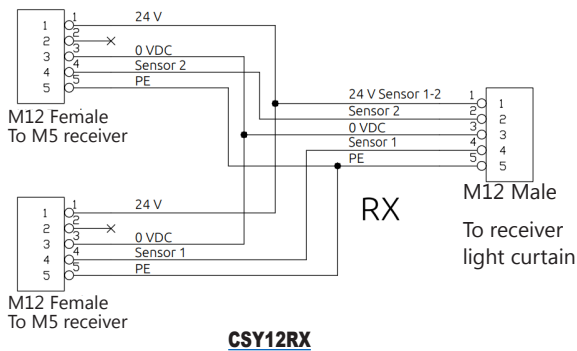 1 1 24 V
2 2
3 3 0 VDC
4 4 Sensor 2
5 5 PE
M12 Female
To M5 receiver
24 V Sensor 1-2 1 1
Sensor 2 2 2
0 VDC 3 3
Sensor 1 4 4
PE 5 5
M12 Male
RX
To receiver
light curtain
1 1 24 V
2 2
3 3 0 VDC
4 4 Sensor 1
5 5 PE
M12 Female
To M5 receiver
CSY12RX